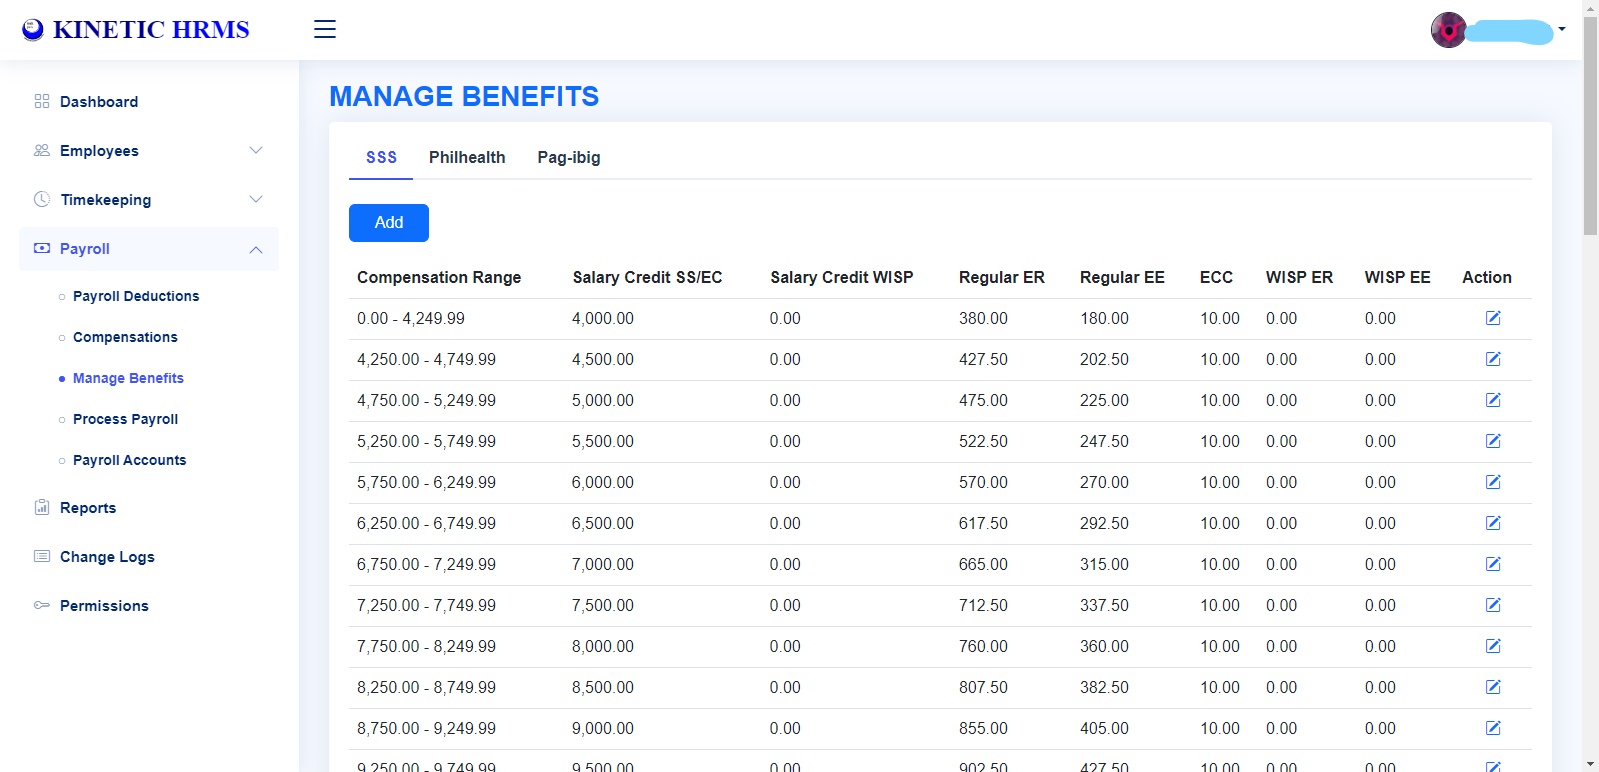 KINETIC HRMS
Dashboard
Employees
Timekeeping
Payroll
Payroll Deductions
Compensations
Manage Benefits
Process Payroll
Payroll Accounts
Reports
Change Logs
Permissions
MANAGE BENEFITS
SSS Philhealth Pag-ibig
Add
Compensation Range Salary Credit SS/EC Salary Credit WISP Regular ER Regular EE ECC WISP ER WISP EE Action
0.00 - 4,249.99 4,000.00 0.00 380.00 180.00 10.00 0.00 0.00
4,250.00 - 4,749.99 4,500.00 0.00 427.50 202.50 10.00 0.00 0.00
4,750.00 - 5,249.99 5,000.00 0.00 475.00 225.00 10.00 0.00 0.00
5,250.00 - 5,749.99 5,500.00 0.00 522.50 247.50 10.00 0.00 0.00
5,750.00 - 6,249.99 6,000.00 0.00 570.00 270.00 10.00 0.00 0.00
6,250.00 - 6,749.99 6,500.00 0.00 617.50 292.50 10.00 0.00 0.00
6,750.00 - 7,249.99 7,000.00 0.00 665.00 315.00 10.00 0.00 0.00
7,250.00 - 7,749.99 7,500.00 0.00 712.50 337.50 10.00 0.00 0.00
7,750.00 - 8,249.99 8,000.00 0.00 760.00 360.00 10.00 0.00 0.00
8,250.00 - 8,749.99 8,500.00 0.00 807.50 382.50 10.00 0.00 0.00
8,750.00 - 9,249.99 9,000.00 0.00 855.00 405.00 10.00 0.00 0.00
9,250.00 - 9,749.99 9,500.00 0.00 902.50 427.50 10.00 0.00 0.00